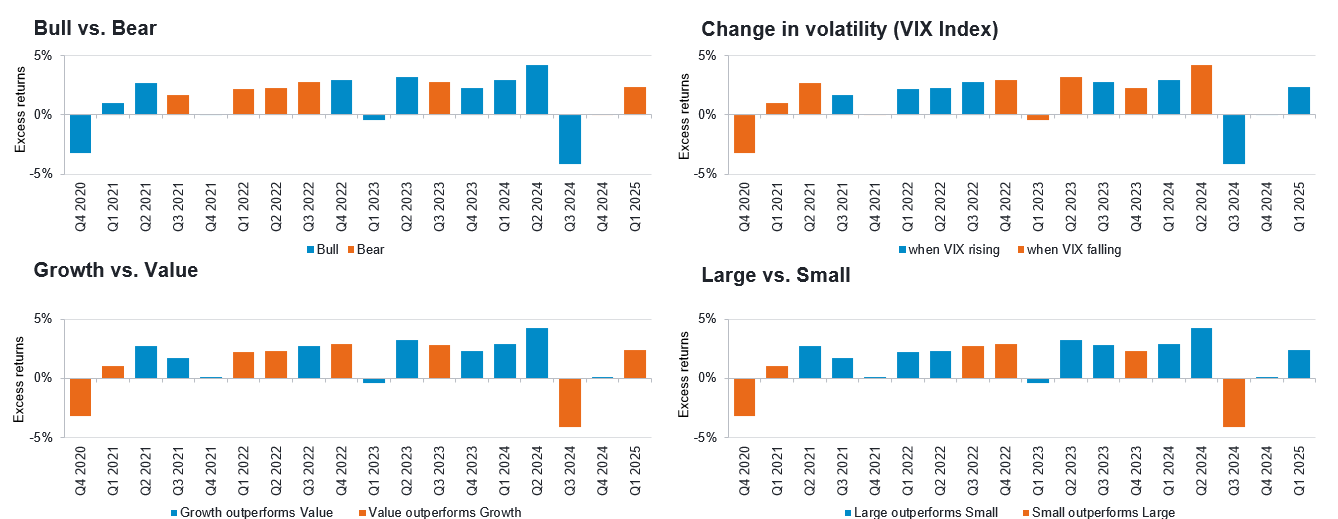 Bull vs. Bear
5%
0%
-5%
Excess returns
Q4 2020
Q1 2021
Q2 2021
Q3 2021
Q4 2021
Q1 2022
Q2 2022
Q3 2022
Q4 2022
Q1 2023
Q2 2023
Q3 2023
Q4 2023
Q1 2024
Q2 2024
Q3 2024
Q4 2024
Q1 2025
Bull Bear
Change in volatility (VIX Index)
5%
0%
-5%
Excess returns
Q4 2020
Q1 2021
Q2 2021
Q3 2021
Q4 2021
Q1 2022
Q2 2022
Q3 2022
Q4 2022
Q1 2023
Q2 2023
Q3 2023
Q4 2023
Q1 2024
Q2 2024
Q3 2024
Q4 2024
Q1 2025
when VIX rising when VIX falling
Growth vs. Value
5%
0%
-5%
Excess returns
Q4 2020
Q1 2021
Q2 2021
Q3 2021
Q4 2021
Q1 2022
Q2 2022
Q3 2022
Q4 2022
Q1 2023
Q2 2023
Q3 2023
Q4 2023
Q1 2024
Q2 2024
Q3 2024
Q4 2024
Q1 2025
Growth outperforms Value Value outperforms Growth
Large vs. Small
5%
0%
-5%
Excess returns
Q4 2020
Q1 2021
Q2 2021
Q3 2021
Q4 2021
Q1 2022
Q2 2022
Q3 2022
Q4 2022
Q1 2023
Q2 2023
Q3 2023
Q4 2023
Q1 2024
Q2 2024
Q3 2024
Q4 2024
Q1 2025
Large outperforms Small Small outperforms Large